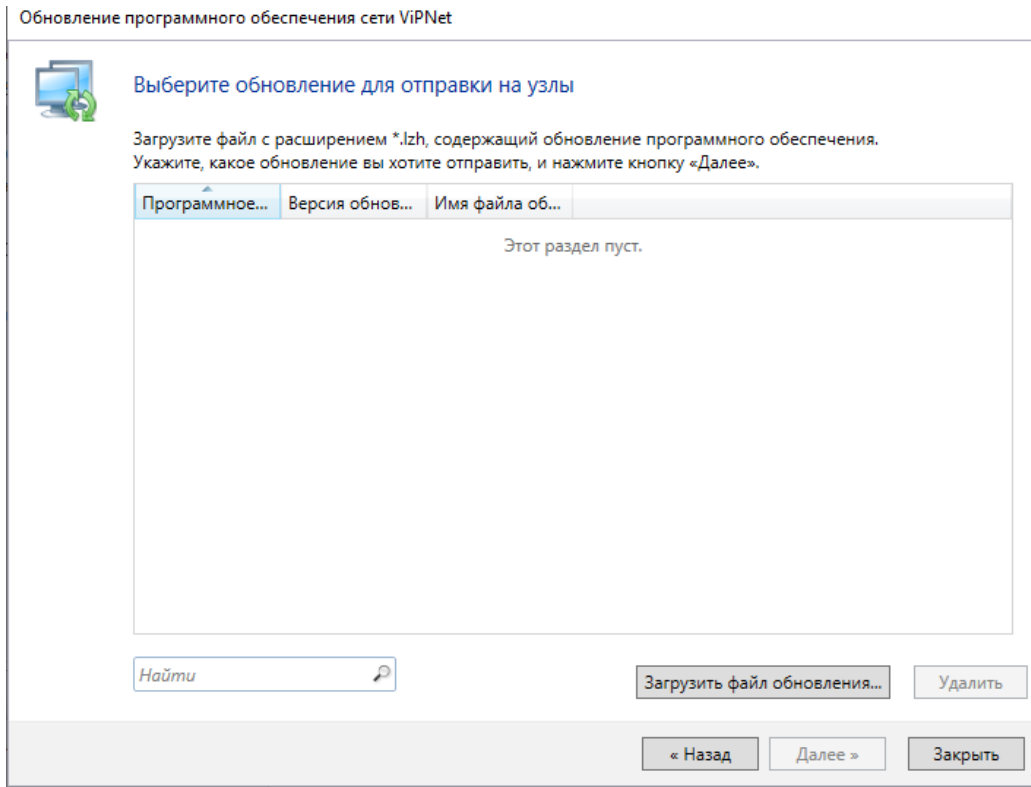 Обновление программного обеспечения сети ViPNet
Выберите обновление для отправки на узлы
Загрузите файл с расширением *.lzh, содержащий обновление программного обеспечения.
Укажите, какое обновление вы хотите отправить, и нажмите кнопку «Далее».
Программное... Версия обнов... Имя файла об...
Этот раздел пуст.
Найти
Загрузить файл обновления... Удалить
« Назад Далее » Закрыть